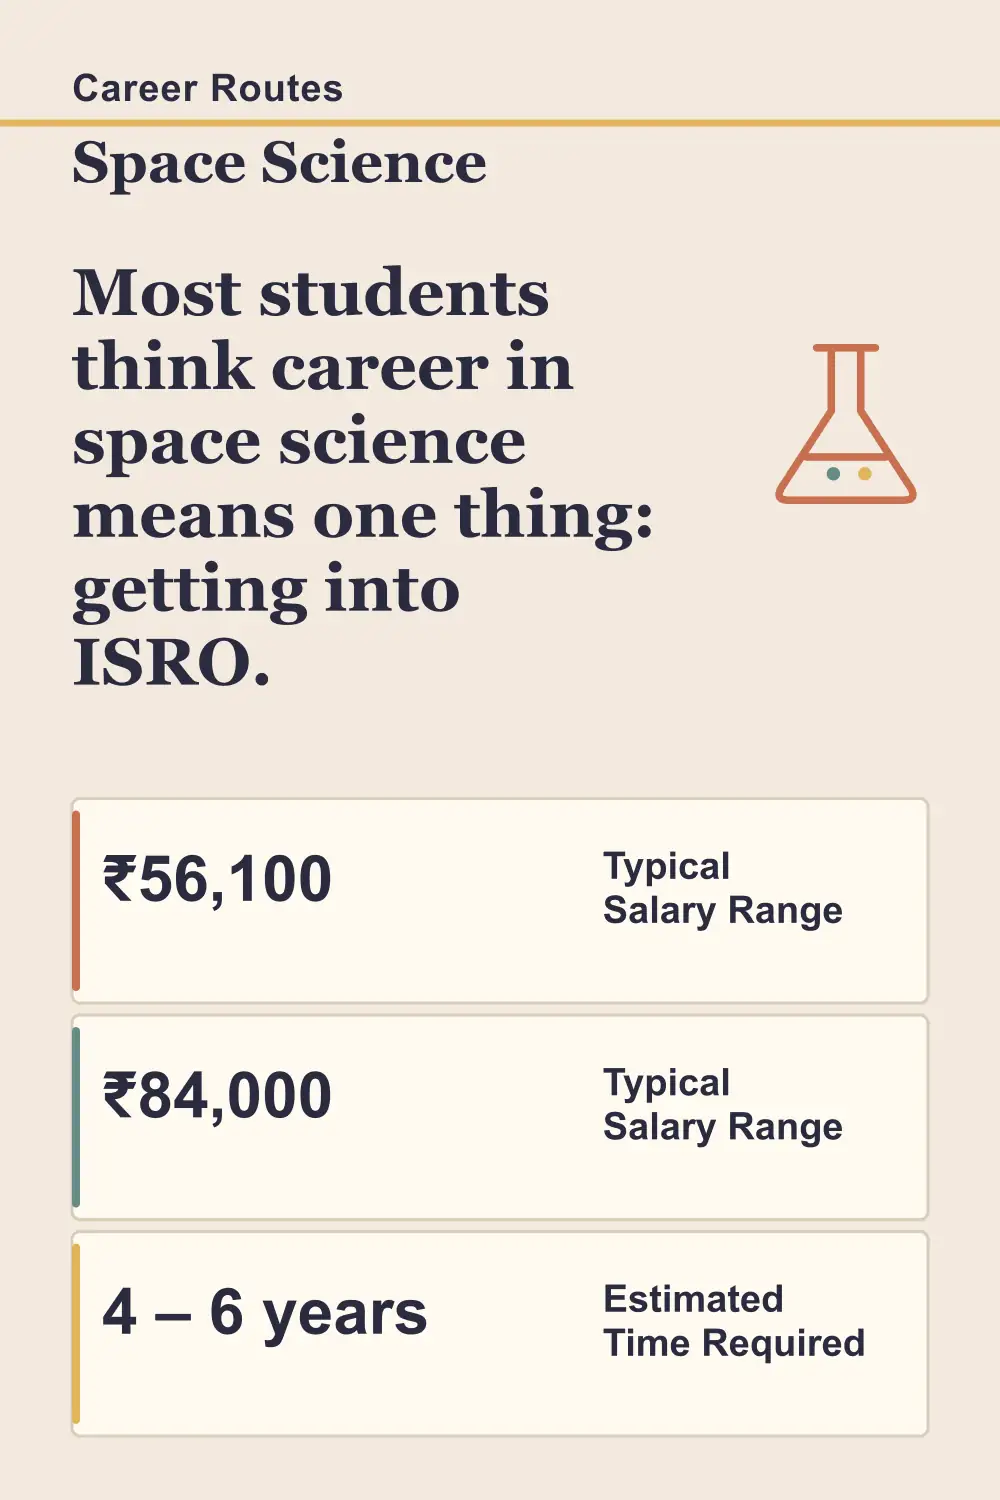 Career Routes
Space Science
Most students
think career in
space science
means one thing:
getting into
ISRO.
₹56,100
Typical
Salary Range
₹84,000
Typical
Salary Range
4 – 6 years
Estimated
Time Required